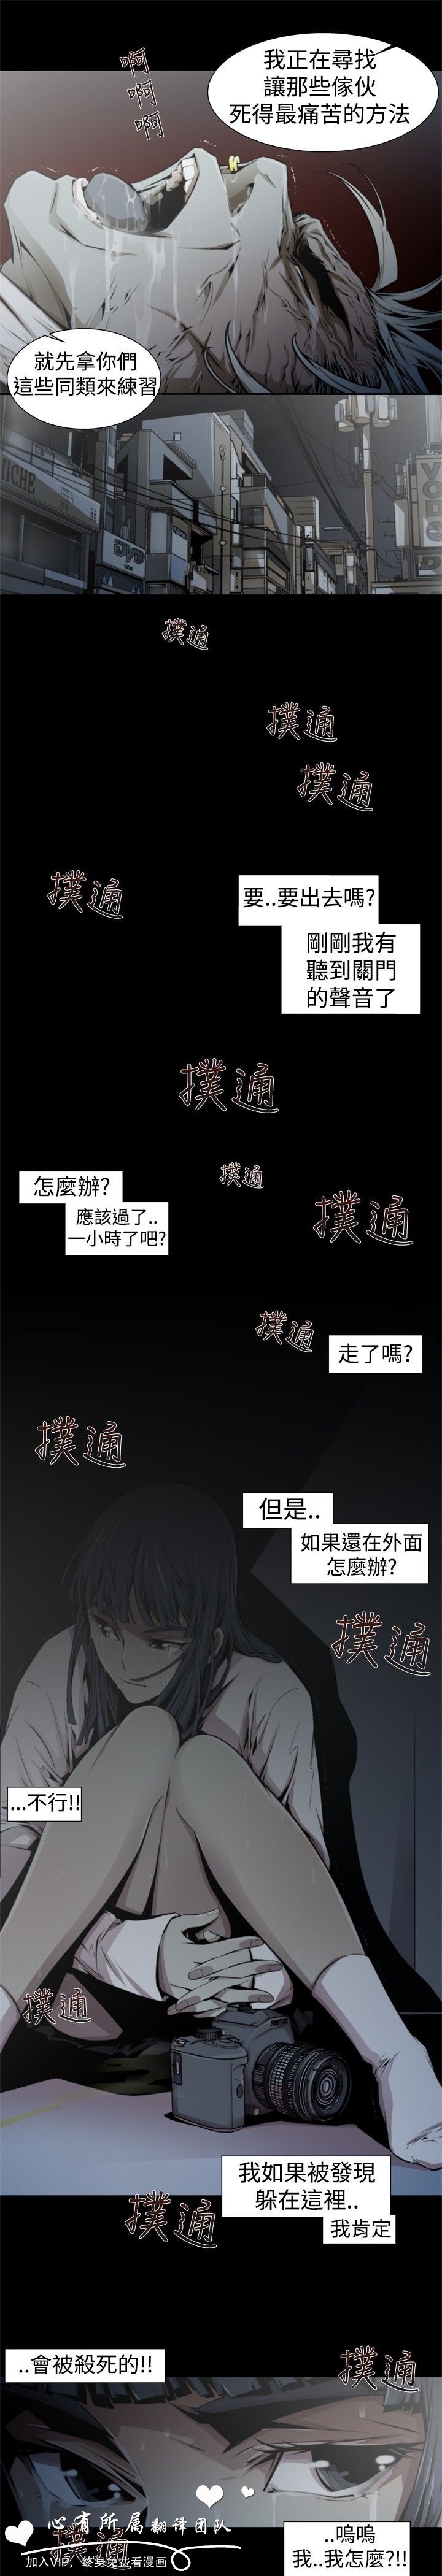 我正在尋找
讓那些傢伙
死得最痛苦的方法
啊
啊
啊
就先拿你們
這些同類來練習
UCHE
DVD
VOD
撲通
撲通
撲通
撲通
要..要出去嗎?
剛剛我有
聽到關門
的聲音了
撲通
撲通
怎麼辦?
應該過了..
一小時了吧?
撲通
撲通
走了嗎?
撲通
但是..
如果還在外面
怎麼辦?
撲通
...不行!!
撲通
PENTAX
我如果被發現
躲在這裡..
我肯定
撲通
..會被殺死的!!
撲通
..嗚嗚
我..我怎麼?!!
撲通
心有所属翻译团队
加入VIP，终身免费看漫画